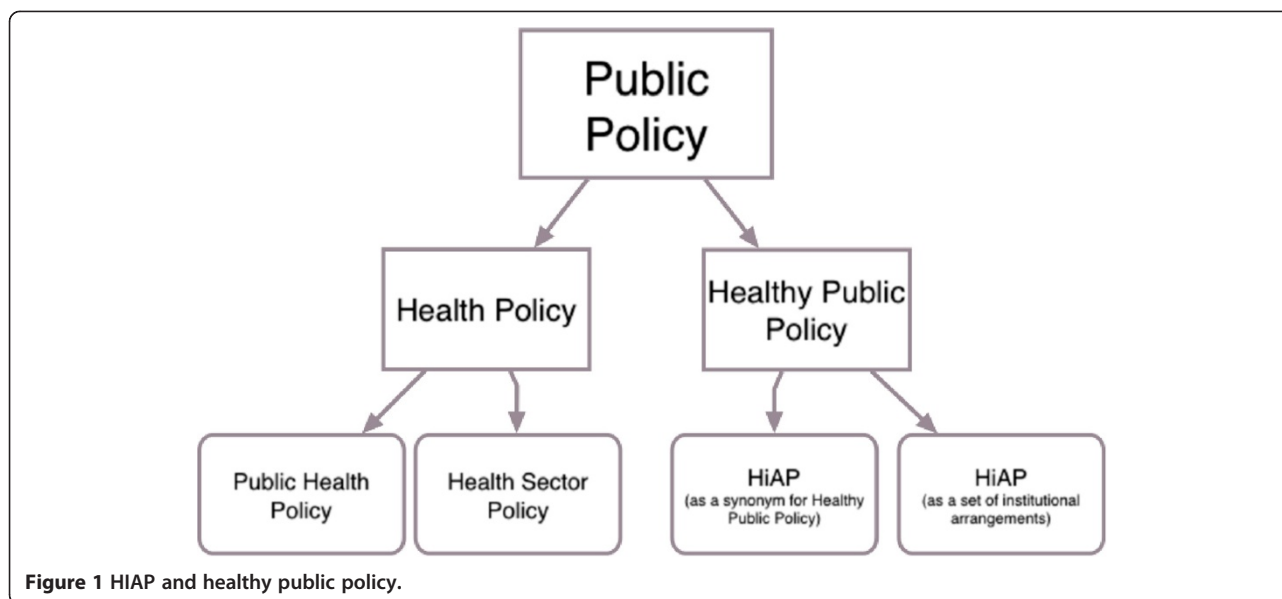 Public
Policy
Health Policy
Healthy Public
Policy
Public Health
Policy
Health Sector
Policy
HiAP
(as a synonym for Healthy
Public Policy)
HiAP
(as a set of institutional
arrangements)
Figure 1 HIAP and healthy public policy.